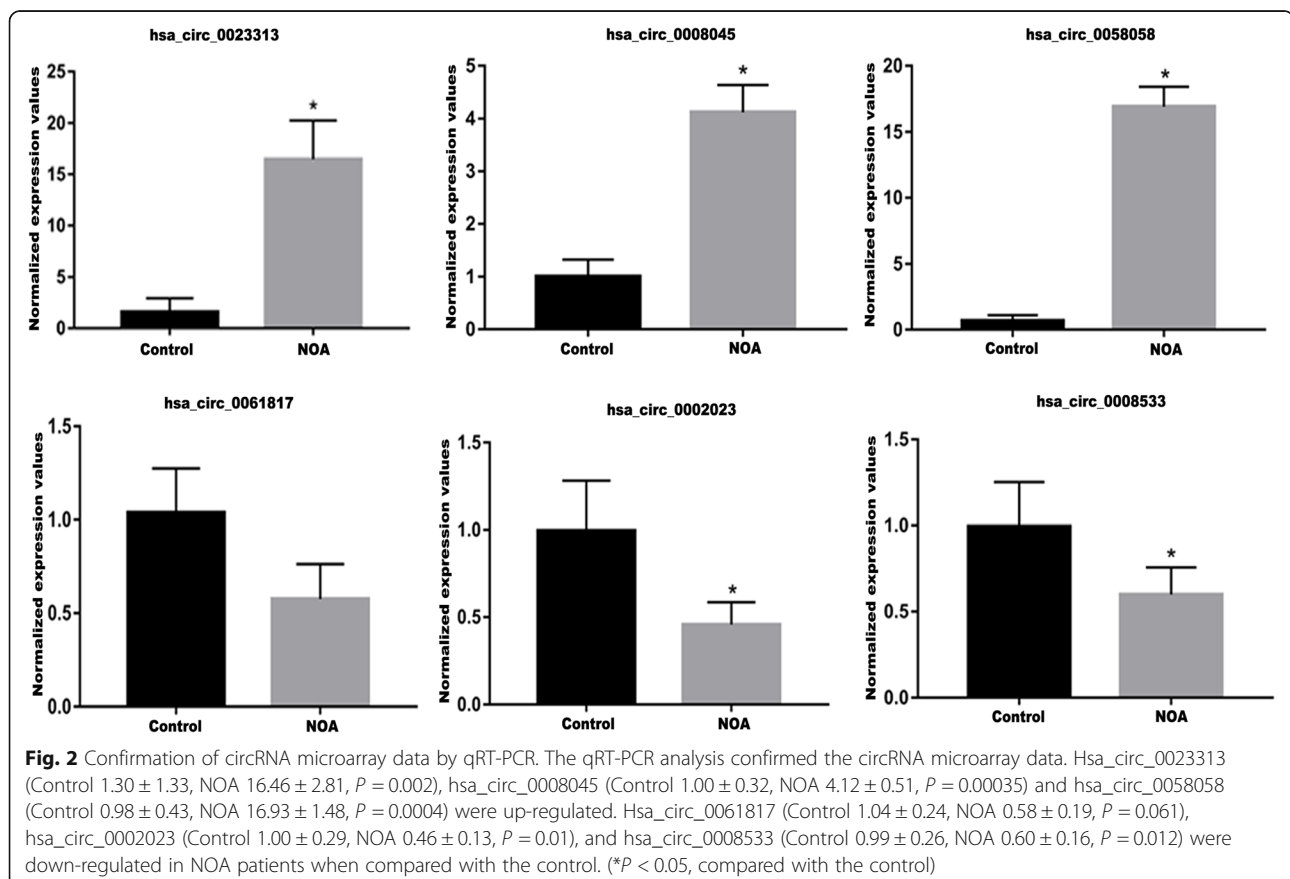 hsa_circ_0023313
Normalized expression values
25
20
15
10
5
0
*
Control
NOA
hsa_circ_0008045
Normalized expression values
5
4
3
2
1
0
*
Control
NOA
hsa_circ_0058058
Normalized expression values
20
15
10
5
0
*
Control
NOA
hsa_circ_0061817
Normalized expression values
1.5
1.0
0.5
0.0
Control
NOA
hsa_circ_0002023
Normalized expression values
1.5
1.0
0.5
0.0
*
Control
NOA
hsa_circ_0008533
Normalized expression values
1.5
1.0
0.5
0.0
*
Control
NOA
Fig. 2 Confirmation of circRNA microarray data by qRT-PCR. The qRT-PCR analysis confirmed the circRNA microarray data. Hsa_circ_0023313
(Control 1.30 ± 1.33, NOA 16.46 ± 2.81, P = 0.002), hsa_circ_0008045 (Control 1.00 ± 0.32, NOA 4.12 ± 0.51, P = 0.00035) and hsa_circ_0058058
(Control 0.98 ± 0.43, NOA 16.93 ± 1.48, P = 0.0004) were up-regulated. Hsa_circ_0061817 (Control 1.04 ± 0.24, NOA 0.58 ± 0.19, P = 0.061),
hsa_circ_0002023 (Control 1.00 ± 0.29, NOA 0.46 ± 0.13, P = 0.01), and hsa_circ_0008533 (Control 0.99 ± 0.26, NOA 0.60 ± 0.16, P = 0.012) were
down-regulated in NOA patients when compared with the control. (*P < 0.05, compared with the control)